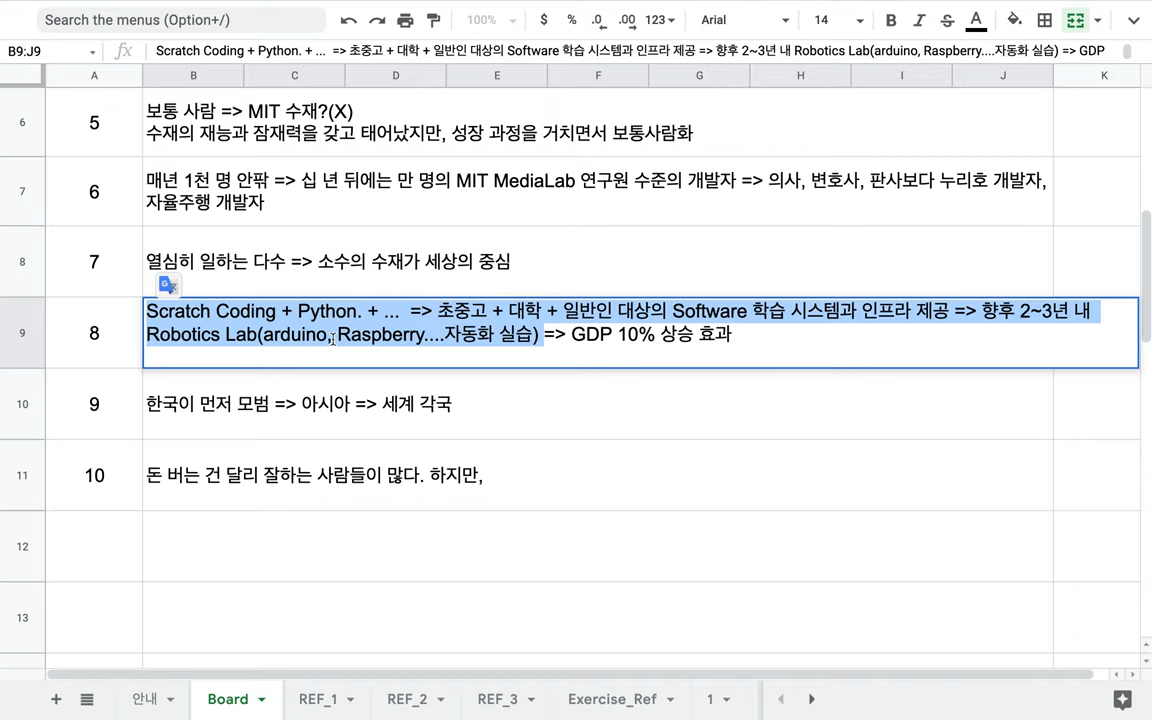 Search the menus (Option+/)
100%
$ % .0 .00 123 Arial 14 B I S A
B9:J9 fx Scratch Coding + Python. + ... => 초중고 + 대학 + 일반인 대상의 Software 학습 시스템과 인프라 제공 => 향후 2~3년 내 Robotics Lab(arduino, Raspberry....자동화 실습) => GDP
A B C D E F G H I J K
6 5 보통 사람 => MIT 수재?(X)
수재의 재능과 잠재력을 갖고 태어났지만, 성장 과정을 거치면서 보통사람화
7 6 매년 1천 명 안팎 => 십 년 뒤에는 만 명의 MIT MediaLab 연구원 수준의 개발자 => 의사, 변호사, 판사보다 누리호 개발자,
자율주행 개발자
8 7 열심히 일하는 다수 => 소수의 수재가 세상의 중심
9 8 Scratch Coding + Python. + ... => 초중고 + 대학 + 일반인 대상의 Software 학습 시스템과 인프라 제공 => 향후 2~3년 내
Robotics Lab(arduino, Raspberry....자동화 실습) => GDP 10% 상승 효과
10 9 한국이 먼저 모범 => 아시아 => 세계 각국
11 10 돈 버는 건 달리 잘하는 사람들이 많다. 하지만,
12
13
+ 안내 Board REF_1 REF_2 REF_3 Exercise_Ref 1